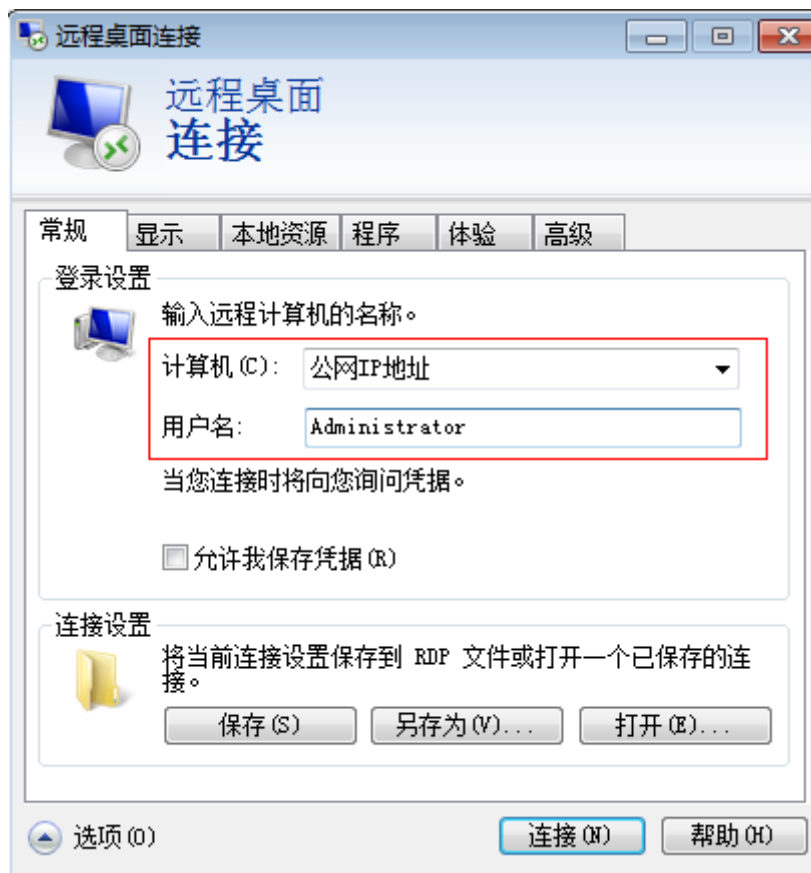 远程桌面连接
远程桌面
连接
常规 显示 本地资源 程序 体验 高级
登录设置
输入远程计算机的名称。
计算机(C): 公网IP地址
用户名: Administrator
当您连接时将向您询问凭据。
允许我保存凭据(R)
连接设置
将当前连接设置保存到 RDP 文件或打开一个已保存的连
接。
保存(S) 另存为(V)... 打开(E)...
选项(O) 连接(N) 帮助(H)